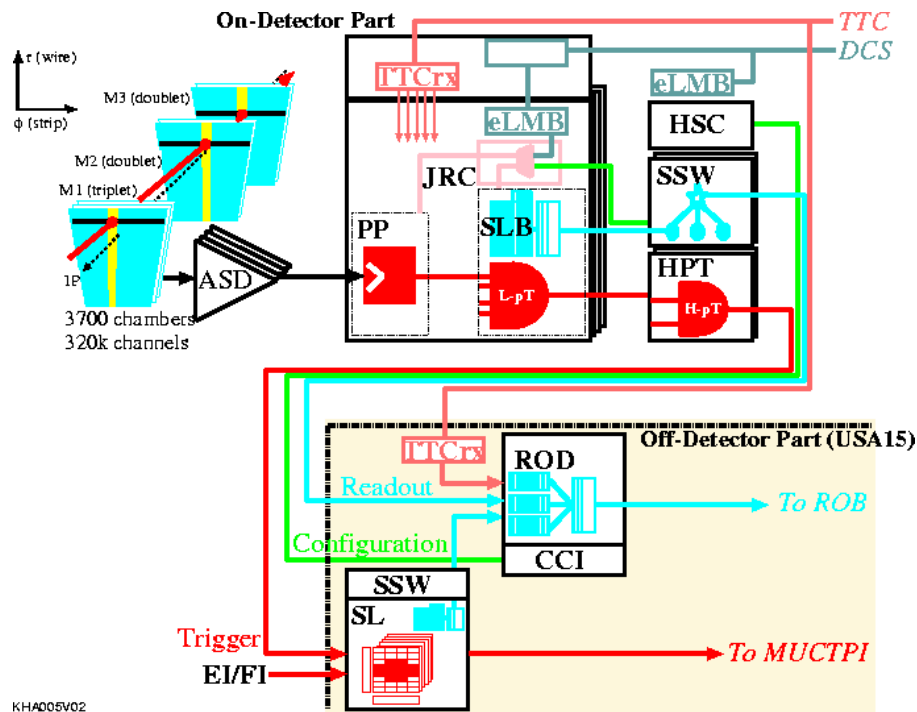 On-Detector Part
TTC
DCS
r (wire)
M3 (doublet)
TTCrx
eLMB
ϕ (strip)
eLMB
HSC
M2 (doublet)
JRC
SSW
M1 (triplet)
PP
SLB
HPT
IP
ASD
L-pT
H-pT
3700 chambers
320k channels
Off-Detector Part (USA15)
TTCrx
ROD
Readout
To ROB
Configuration
CCI
SSW
SL
Trigger
To MUCTPI
EI/FI
KHA005V02